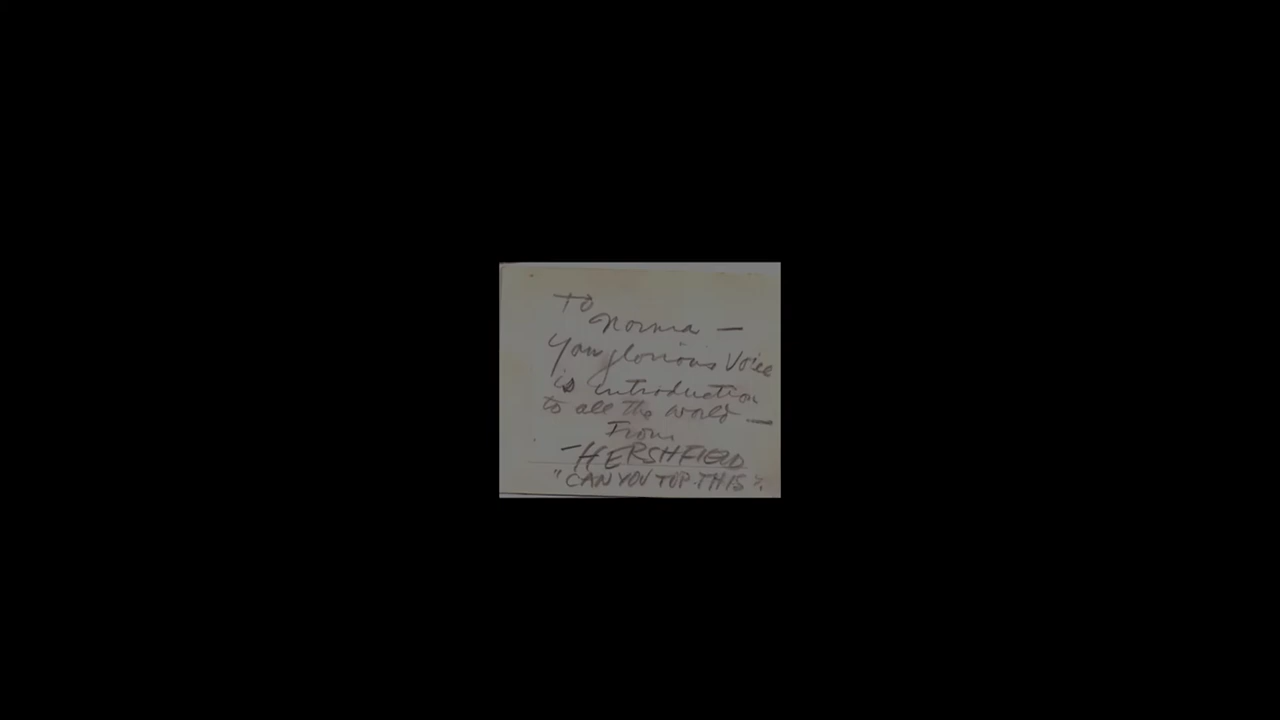 To
Norma —
Your glorious Voice
is introduction
to all the world —
From
-HERSHFIELD
"CAN YOU TOP THIS"?